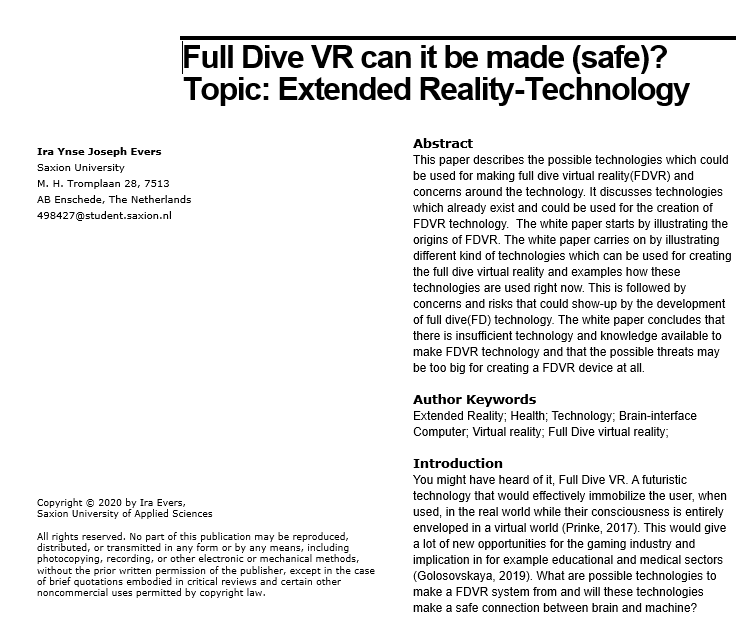 Full Dive VR can it be made (safe)?
Topic: Extended Reality-Technology
Ira Ynse Joseph Evers
Saxion University
M. H. Tromplaan 28, 7513
AB Enschede, The Netherlands
498427@student.saxion.nl
Copyright © 2020 by Ira Evers,
Saxion University of Applied Sciences
All rights reserved. No part of this publication may be reproduced,
distributed, or transmitted in any form or by any means, including
photocopying, recording, or other electronic or mechanical methods,
without the prior written permission of the publisher, except in the case
of brief quotations embodied in critical reviews and certain other
noncommercial uses permitted by copyright law.
Abstract
This paper describes the possible technologies which could
be used for making full dive virtual reality(FDVR) and
concerns around the technology. It discusses technologies
which already exist and could be used for the creation of
FDVR technology.  The white paper starts by illustrating the
origins of FDVR. The white paper carries on by illustrating
different kind of technologies which can be used for creating
the full dive virtual reality and examples how these
technologies are used right now. This is followed by
concerns and risks that could show-up by the development
of full dive(FD) technology. The white paper concludes that
there is insufficient technology and knowledge available to
make FDVR technology and that the possible threats may
be too big for creating a FDVR device at all.
Author Keywords
Extended Reality; Health; Technology; Brain-interface
Computer; Virtual reality; Full Dive virtual reality;
Introduction
You might have heard of it, Full Dive VR. A futuristic
technology that would effectively immobilize the user, when
used, in the real world while their consciousness is entirely
enveloped in a virtual world (Prinke, 2017). This would give
a lot of new opportunities for the gaming industry and
implication in for example educational and medical sectors
(Golosovskaya, 2019). What are possible technologies to
make a FDVR system from and will these technologies
make a safe connection between brain and machine?